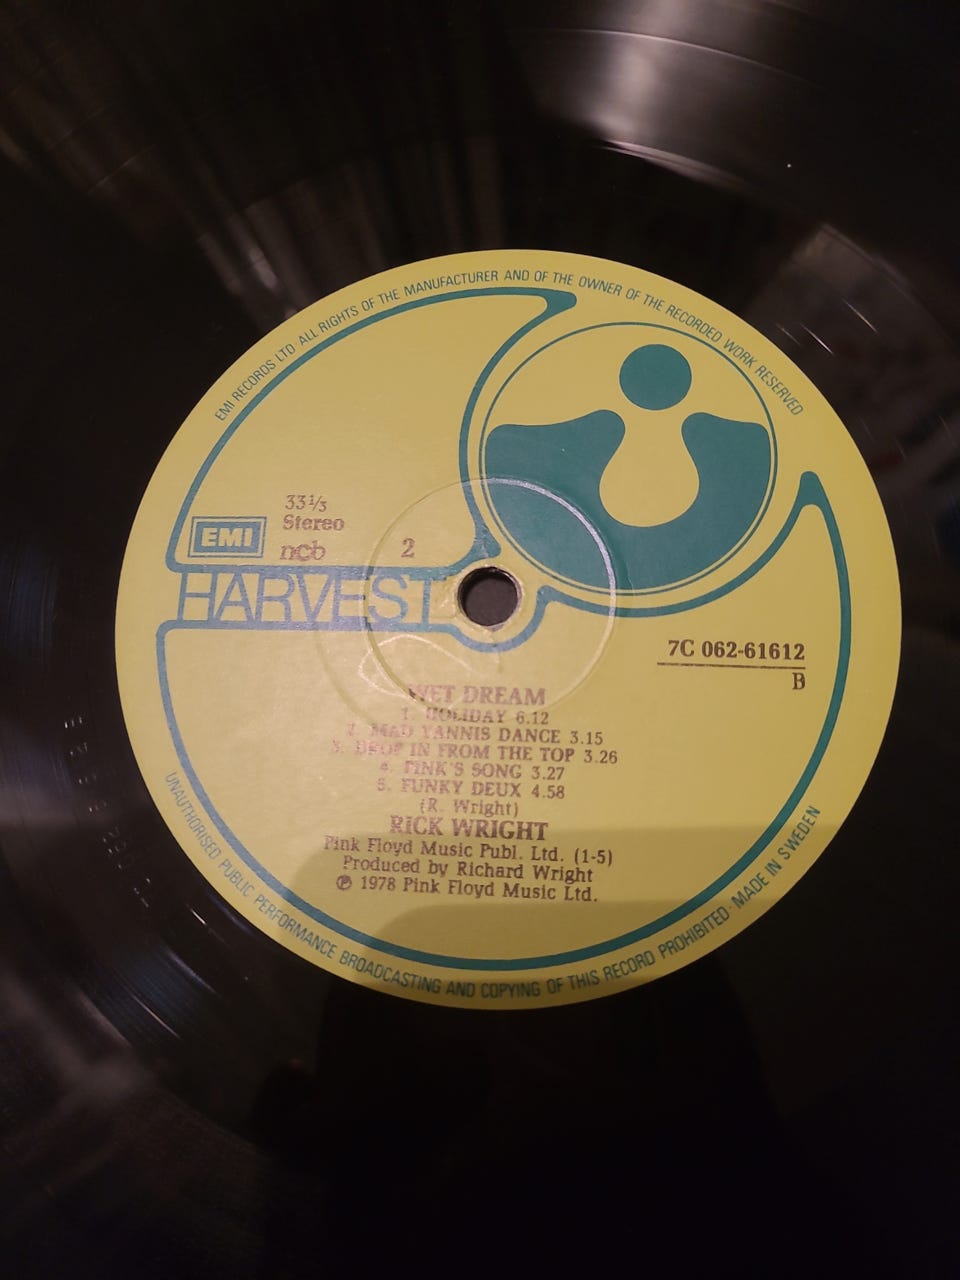 EMI RECORDS LTD ALL RIGHTS OF THE MANUFACTURER AND OF THE OWNER OF THE RECORDED WORK RESERVED
33⅓
Stereo
EMI
ncb
2
HARVEST
7C 062-61612
B
WET DREAM
1. HOLIDAY 6.12
2. MAD YANNIS DANCE 3.15
3. DROP IN FROM THE TOP 3.26
4. PINK'S SONG 3.27
5. FUNKY DEUX 4.58
(R. Wright)
RICK WRIGHT
Pink Floyd Music Publ. Ltd. (1-5)
Produced by Richard Wright
℗ 1978 Pink Floyd Music Ltd.
UNAUTHORISED PUBLIC PERFORMANCE BROADCASTING AND COPYING OF THIS RECORD PROHIBITED · MADE IN SWEDEN